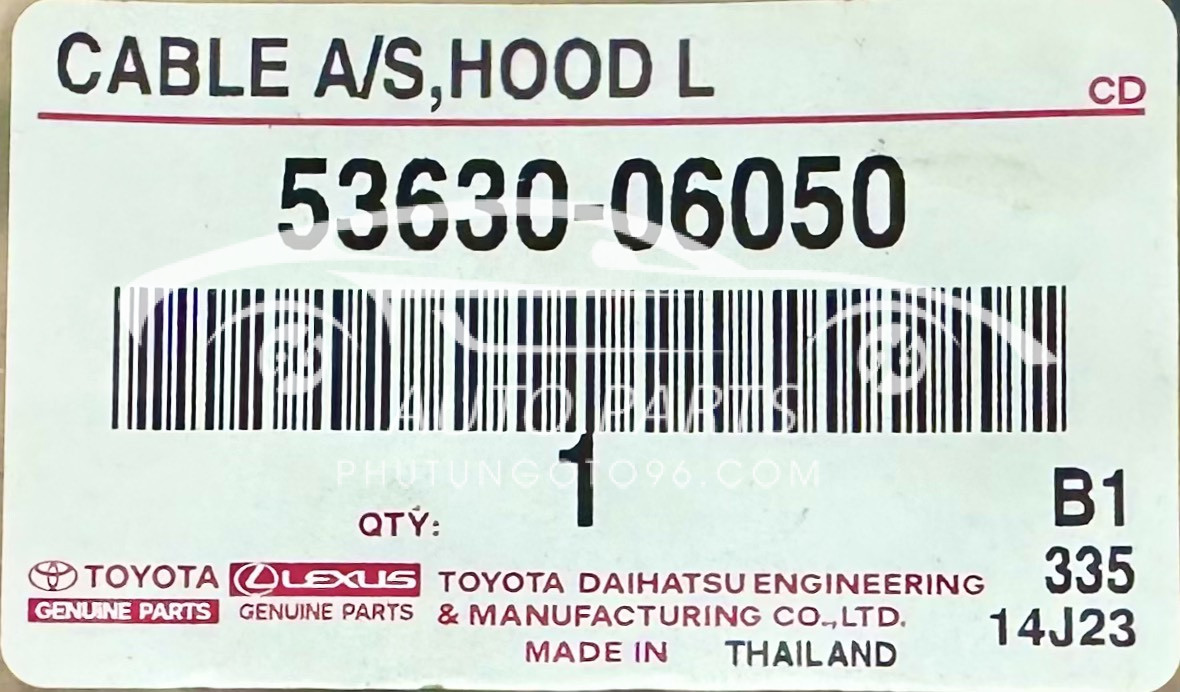 CABLE A/S,HOOD L
CD
53630-06050
AUTO PARTS
PHUTUNGOTO96.COM
1
QTY:
B1
335
14J23
TOYOTA
GENUINE PARTS
LEXUS
GENUINE PARTS
TOYOTA DAIHATSU ENGINEERING
& MANUFACTURING CO.,LTD.
MADE IN THAILAND